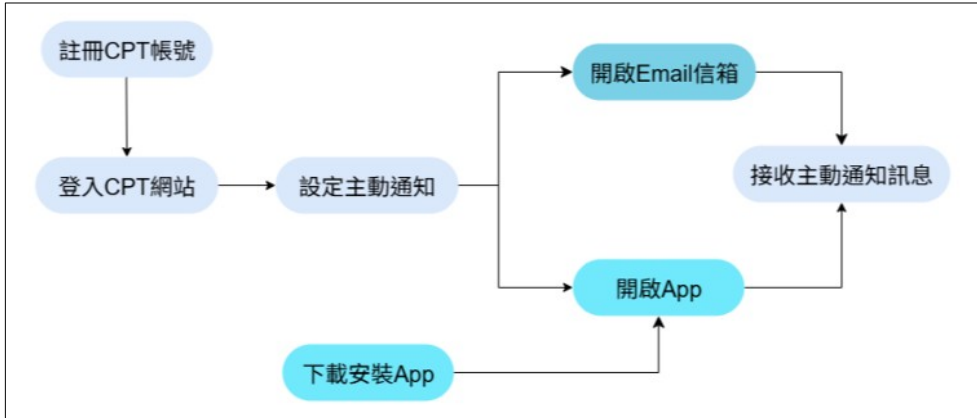 註冊CPT帳號
登入CPT網站
設定主動通知
開啟Email信箱
開啟App
下載安裝App
接收主動通知訊息